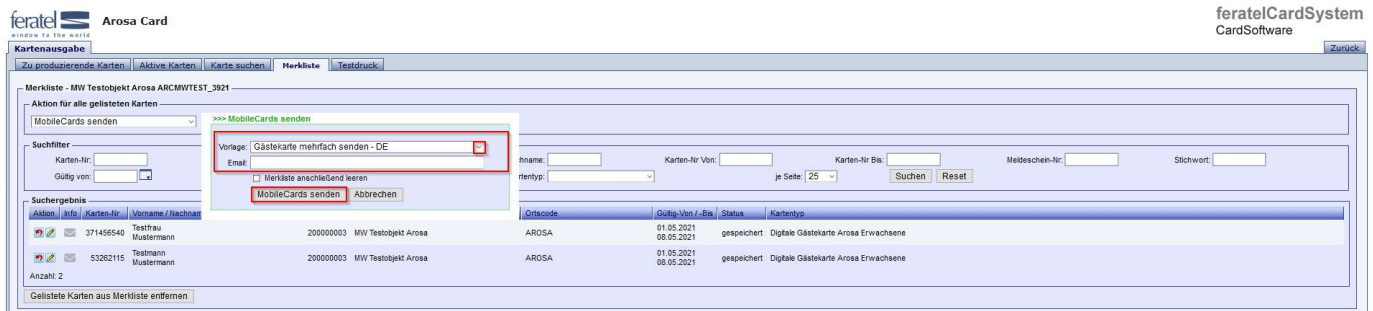 feratel
window to the world
Arosa Card
feratelCardSystem
CardSoftware
Kartenausgabe
Zurück
Zu produzierende Karten Aktive Karten Karte suchen Merkliste Testdruck
Merkliste - MW Testobjekt Arosa ARCMWTEST_3921
Aktion für alle gelisteten Karten
MobileCards senden
>>> MobileCards senden
Vorlage: Gästekarte mehrfach senden - DE
Email:
Merkliste anschließend leeren
MobileCards senden Abbrechen
Suchfilter
Karten-Nr: chname: Karten-Nr Von: Karten-Nr Bis: Meldeschein-Nr: Stichwort:
Gültig von: rtentyp: je Seite: 25 Suchen Reset
Suchergebnis
Aktion Info Karten-Nr Vorname / Nachnam Ortscode Gültig-Von / -Bis Status Kartentyp
371456540 Testfrau Mustermann 200000003 MW Testobjekt Arosa AROSA 01.05.2021 08.05.2021 gespeichert Digitale Gästekarte Arosa Erwachsene
53262115 Testmann Mustermann 200000003 MW Testobjekt Arosa AROSA 01.05.2021 08.05.2021 gespeichert Digitale Gästekarte Arosa Erwachsene
Anzahl: 2
Gelistete Karten aus Merkliste entfernen